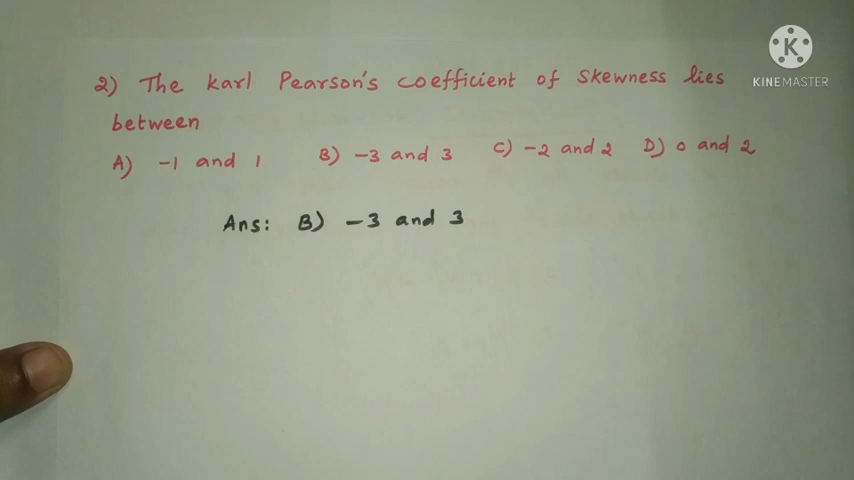 2) The Karl Pearson's coefficient of Skewness lies
between
A) -1 and 1 B) -3 and 3 C) -2 and 2 D) 0 and 2
Ans: B) -3 and 3
K
KINEMASTER